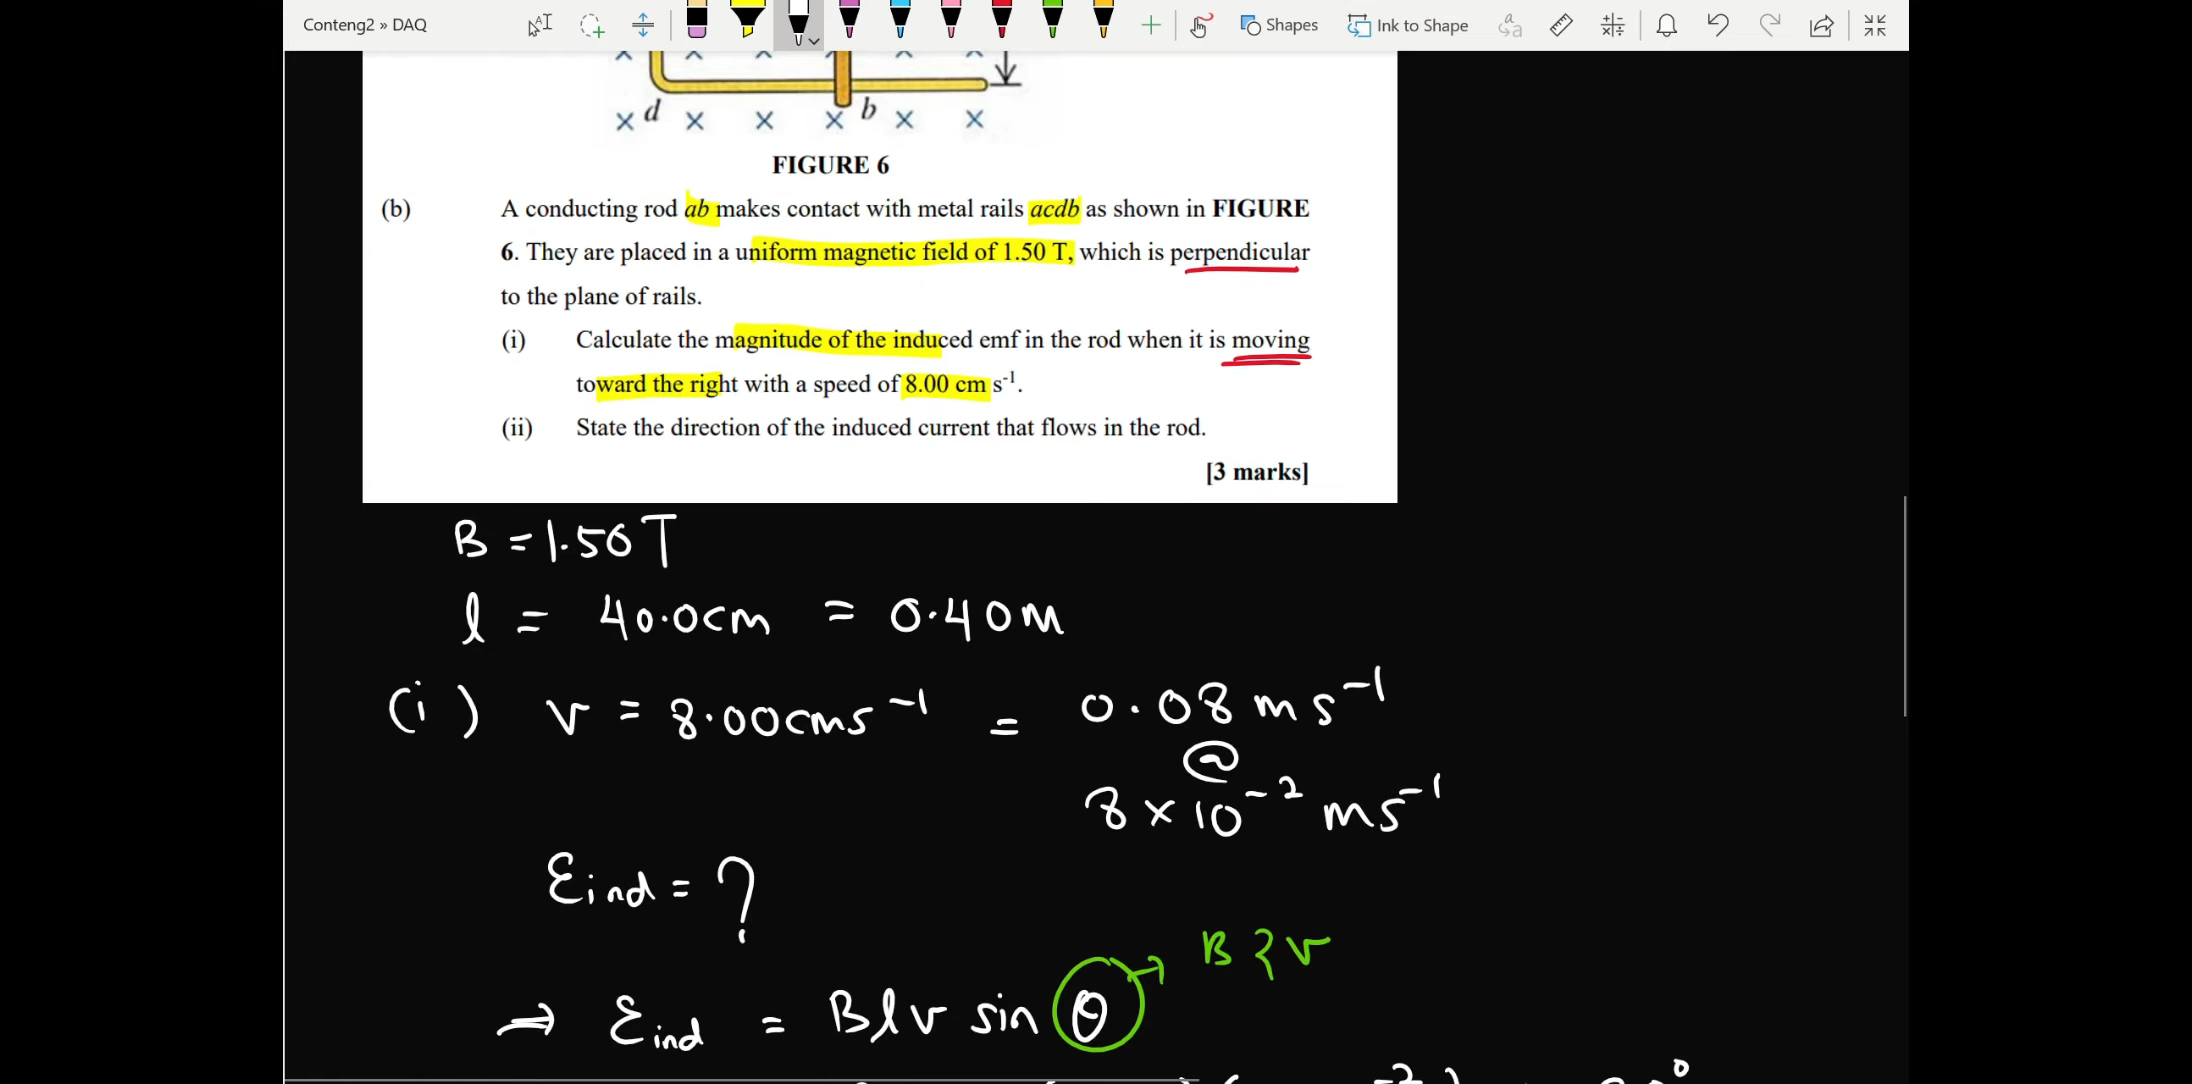 Conteng2 » DAQ
Shapes
Ink to Shape
× d × × × b × ×
FIGURE 6
(b) A conducting rod ab makes contact with metal rails acdb as shown in FIGURE
6. They are placed in a uniform magnetic field of 1.50 T, which is perpendicular
to the plane of rails.
(i) Calculate the magnitude of the induced emf in the rod when it is moving
toward the right with a speed of 8.00 cm s⁻¹.
(ii) State the direction of the induced current that flows in the rod.
[3 marks]
B = 1.50 T
l = 40.0cm = 0.40m
(i) v = 8.00cms⁻¹ = 0.08 ms⁻¹
@
8 × 10⁻² ms⁻¹
Ɛind = ?
B & v
⇒ Ɛind = Blv sin θ